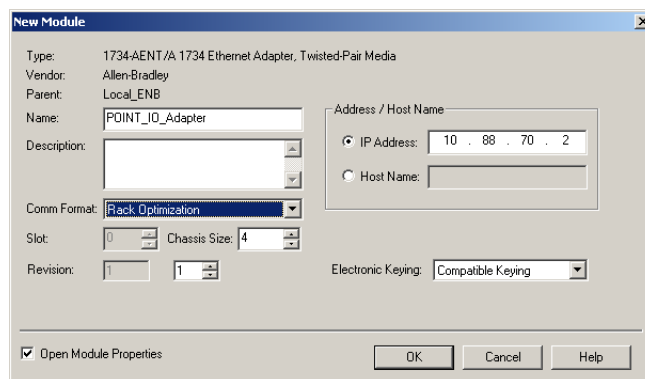 New Module
Type: 1734-AENT/A 1734 Ethernet Adapter, Twisted-Pair Media
Vendor: Allen-Bradley
Parent: Local_ENB
Name: POINT_IO_Adapter
Address / Host Name
IP Address: 10 . 88 . 70 . 2
Description:
Host Name:
Comm Format: Rack Optimization
Slot: 0 Chassis Size: 4
Revision: 1 1 Electronic Keying: Compatible Keying
Open Module Properties OK Cancel Help